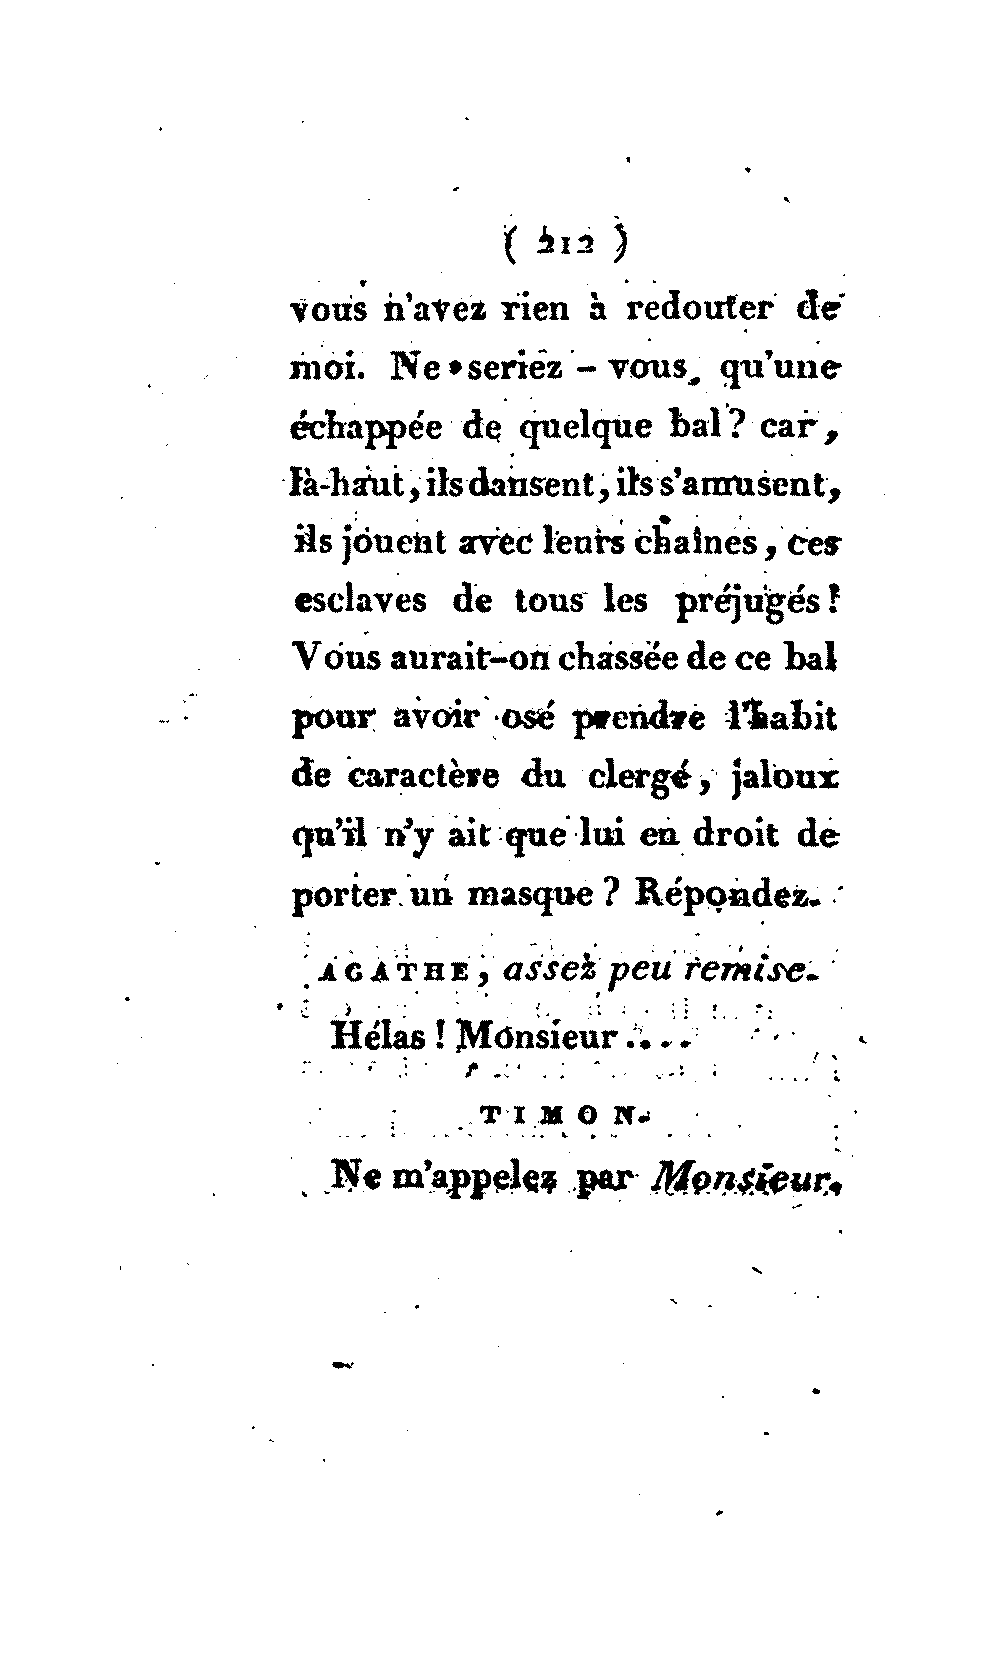 ( 212 )
vous n'avez rien à redouter de
moi. Ne seriez-vous qu'une
échappée de quelque bal? car,
là-haut, ils dansent, ils s'amusent,
ils jouent avec leurs chaînes, ces
esclaves de tous les préjugés!
Vous aurait-on chassée de ce bal
pour avoir osé prendre l'habit
de caractère du clergé, jaloux
qu'il n'y ait que lui en droit de
porter un masque? Répondez.
AGATHE, assez peu remise.
Hélas! Monsieur....
TIMON.
Ne m'appelez par Monsieur.